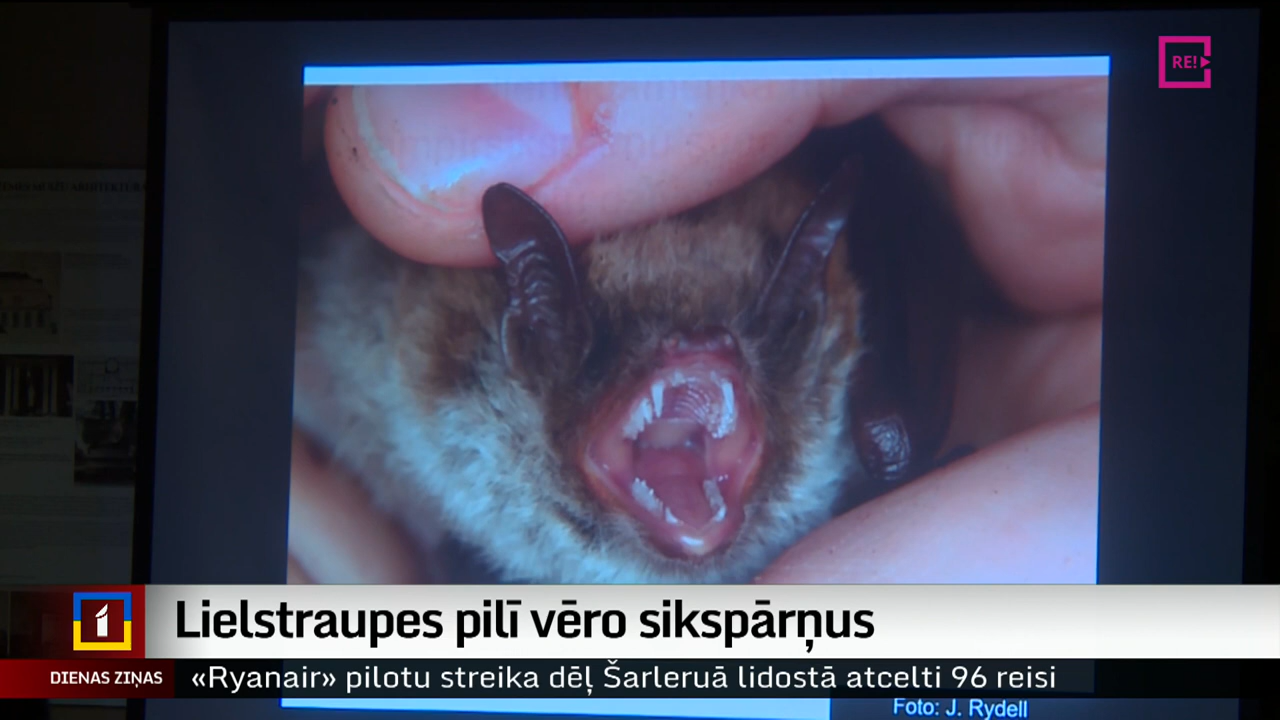 RE!
Lielstraupes pilī vēro sikspārņus
1
DIENAS ZIŅAS
«Ryanair» pilotu streika dēļ Šarleruā lidostā atcelti 96 reisi
Foto: J. Rydell